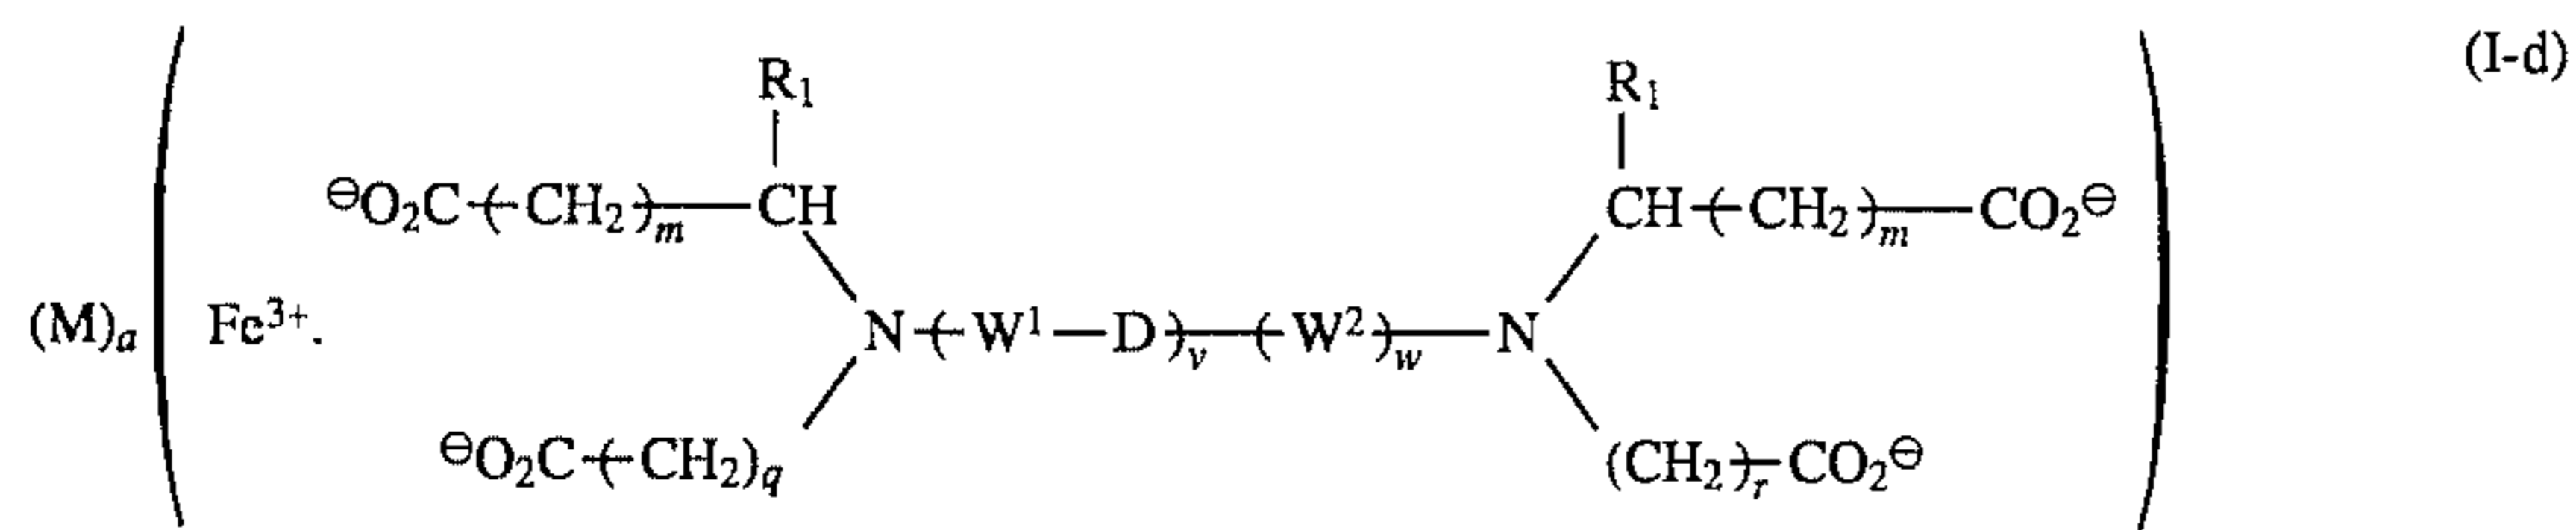 (I-d)
R₁ R₁
⊖O₂C-(-CH₂)ₘ—CH CH-(-CH₂)ₘ—CO₂⊖
(M)ₐ ( Fe³⁺. N-(-W¹—D)ᵥ—(-W²)w—N )
⊖O₂C-(-CH₂)q (CH₂)ᵣ-CO₂⊖